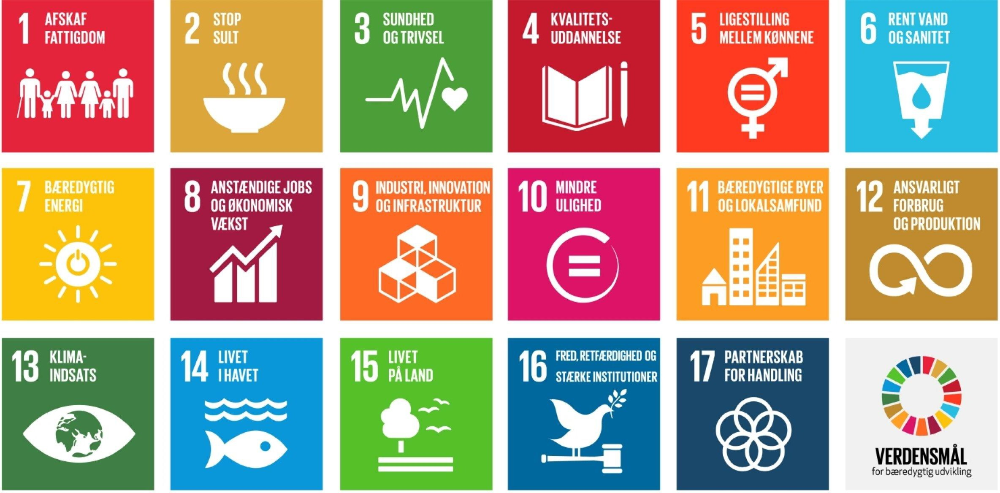 1 AFSKAF
FATTIGDOM
2 STOP
SULT
3 SUNDHED
OG TRIVSEL
4 KVALITETS-
UDDANNELSE
5 LIGESTILLING
MELLEM KØNNENE
6 RENT VAND
OG SANITET
7 BÆREDYGTIG
ENERGI
8 ANSTÆNDIGE JOBS
OG ØKONOMISK
VÆKST
9 INDUSTRI, INNOVATION
OG INFRASTRUKTUR
10 MINDRE
ULIGHED
11 BÆREDYGTIGE BYER
OG LOKALSAMFUND
12 ANSVARLIGT
FORBRUG
OG PRODUKTION
13 KLIMA-
INDSATS
14 LIVET
I HAVET
15 LIVET
PÅ LAND
16 FRED, RETFÆRDIGHED OG
STÆRKE INSTITUTIONER
17 PARTNERSKAB
FOR HANDLING
VERDENSMÅL
for bæredygtig udvikling